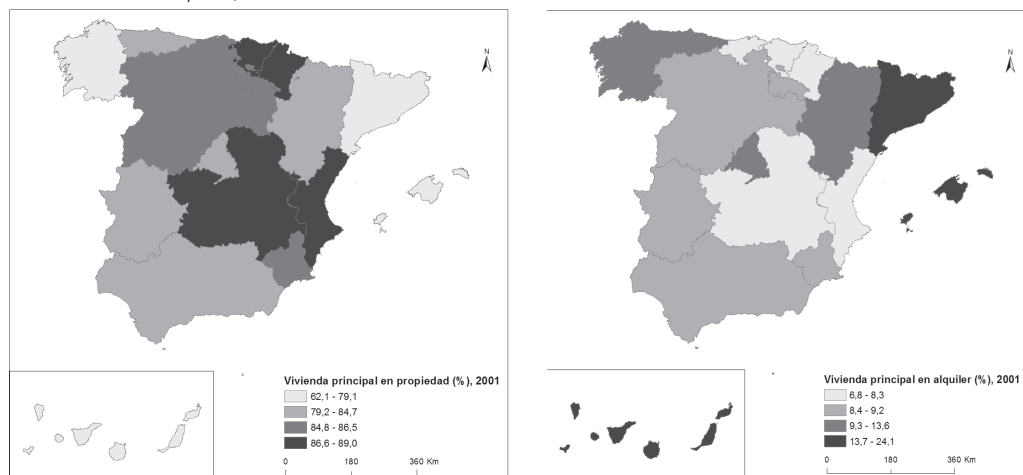 N
Vivienda principal en propiedad (%), 2001
62,1 - 79,1
79,2 - 84,7
84,8 - 86,5
86,6 - 89,0
0 180 360 Km
N
Vivienda principal en alquiler (%), 2001
6,8 - 8,3
8,4 - 9,2
9,3 - 13,6
13,7 - 24,1
0 180 360 Km